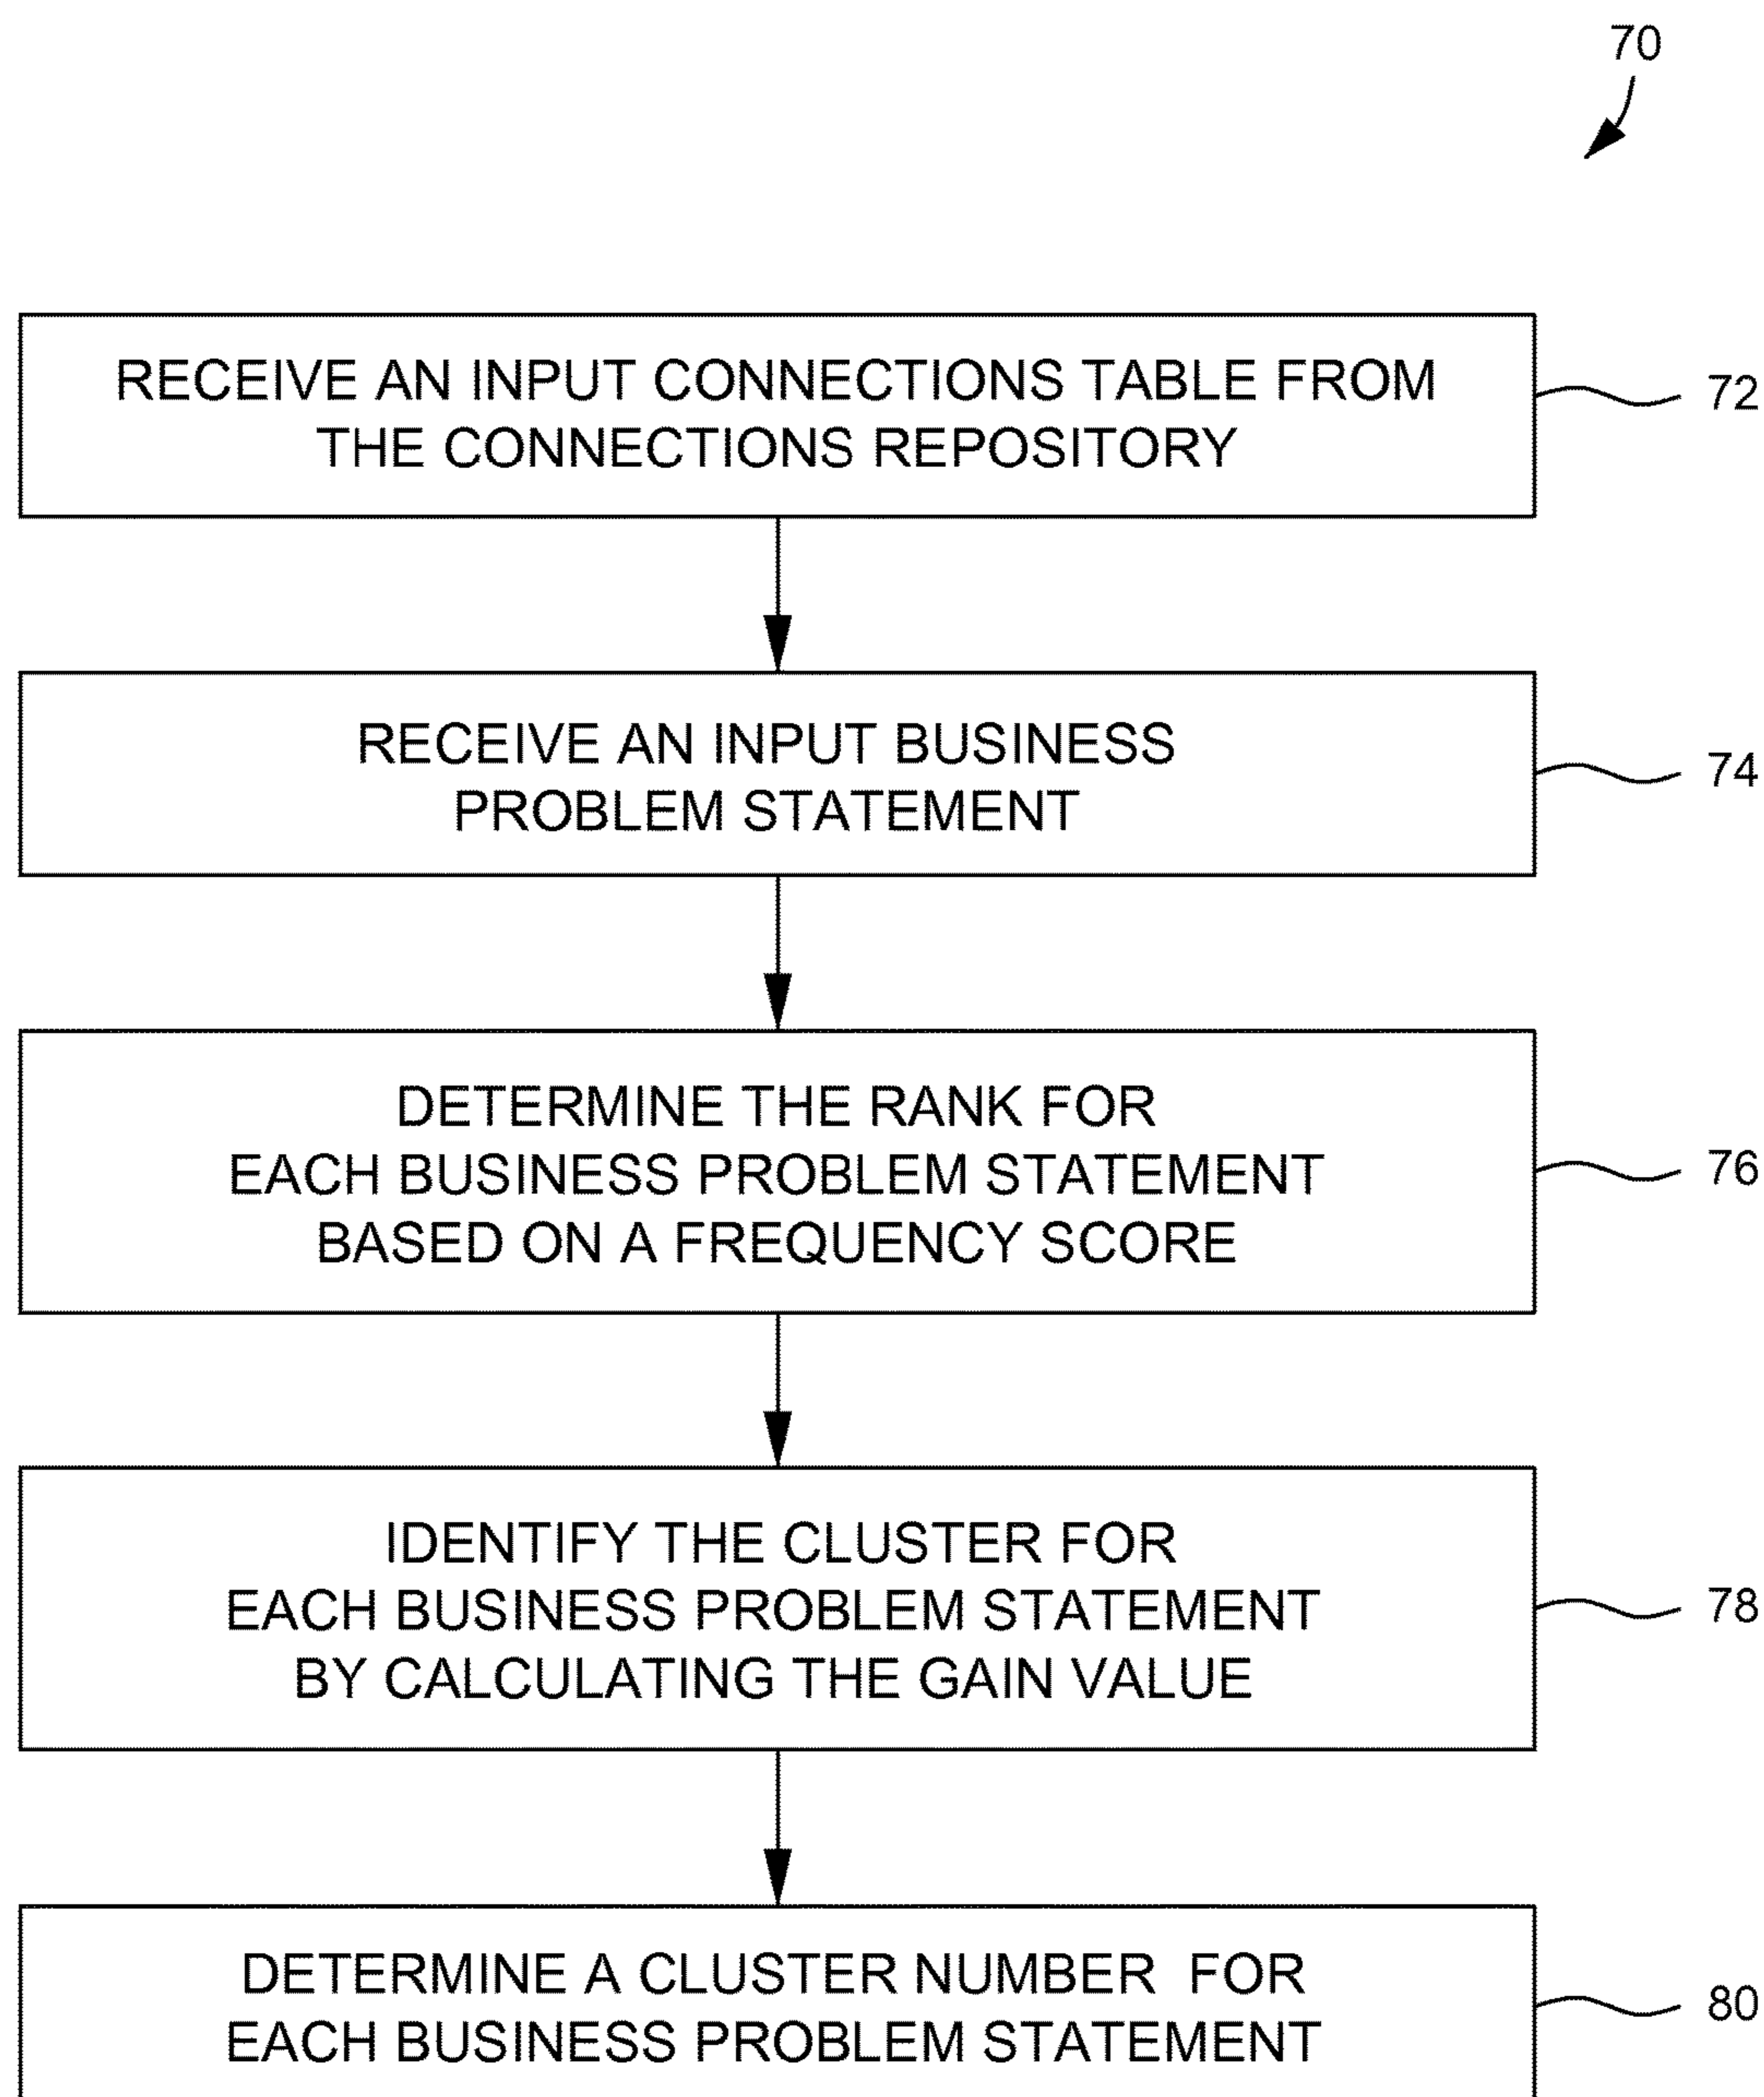 70
RECEIVE AN INPUT CONNECTIONS TABLE FROM
THE CONNECTIONS REPOSITORY
72
RECEIVE AN INPUT BUSINESS
PROBLEM STATEMENT
74
DETERMINE THE RANK FOR
EACH BUSINESS PROBLEM STATEMENT
BASED ON A FREQUENCY SCORE
76
IDENTIFY THE CLUSTER FOR
EACH BUSINESS PROBLEM STATEMENT
BY CALCULATING THE GAIN VALUE
78
DETERMINE A CLUSTER NUMBER  FOR
EACH BUSINESS PROBLEM STATEMENT
80